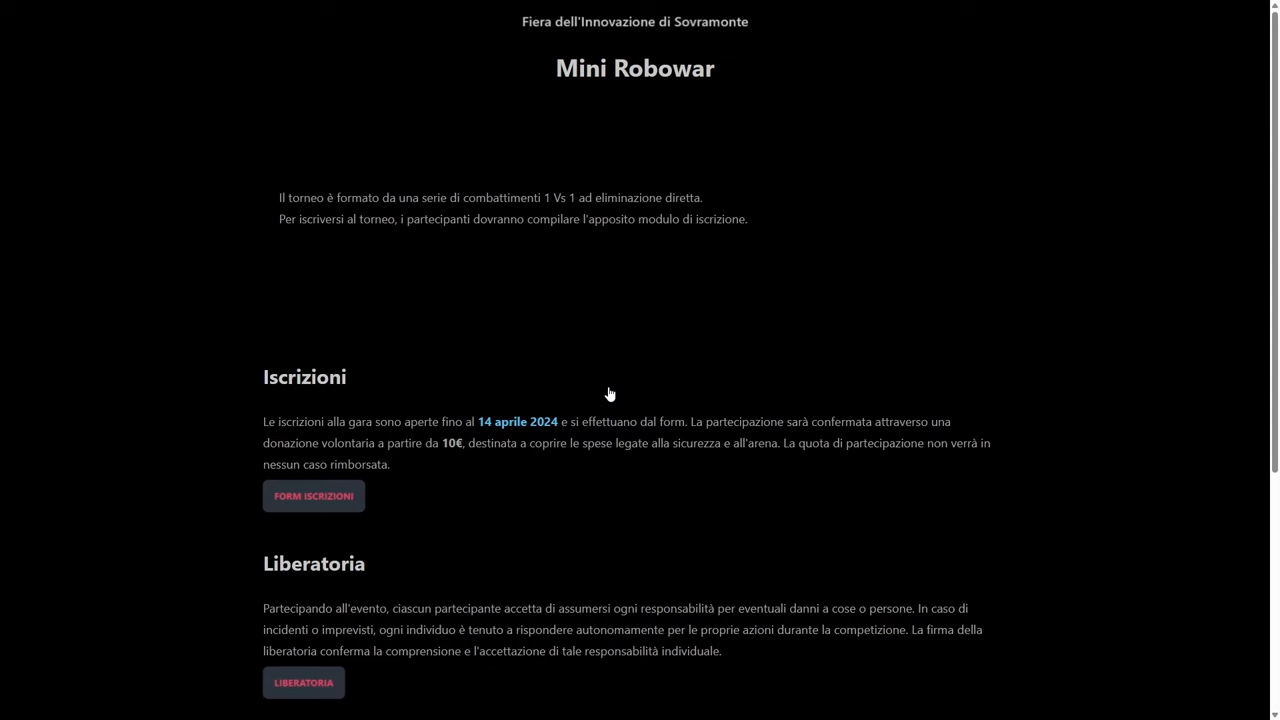 Fiera dell'Innovazione di Sovramonte
Mini Robowar
Il torneo è formato da una serie di combattimenti 1 Vs 1 ad eliminazione diretta.
Per iscriversi al torneo, i partecipanti dovranno compilare l'apposito modulo di iscrizione.
Iscrizioni
Le iscrizioni alla gara sono aperte fino al 14 aprile 2024 e si effettuano dal form. La partecipazione sarà confermata attraverso una
donazione volontaria a partire da 10€, destinata a coprire le spese legate alla sicurezza e all'arena. La quota di partecipazione non verrà in
nessun caso rimborsata.
FORM ISCRIZIONI
Liberatoria
Partecipando all'evento, ciascun partecipante accetta di assumersi ogni responsabilità per eventuali danni a cose o persone. In caso di
incidenti o imprevisti, ogni individuo è tenuto a rispondere autonomamente per le proprie azioni durante la competizione. La firma della
liberatoria conferma la comprensione e l'accettazione di tale responsabilità individuale.
LIBERATORIA